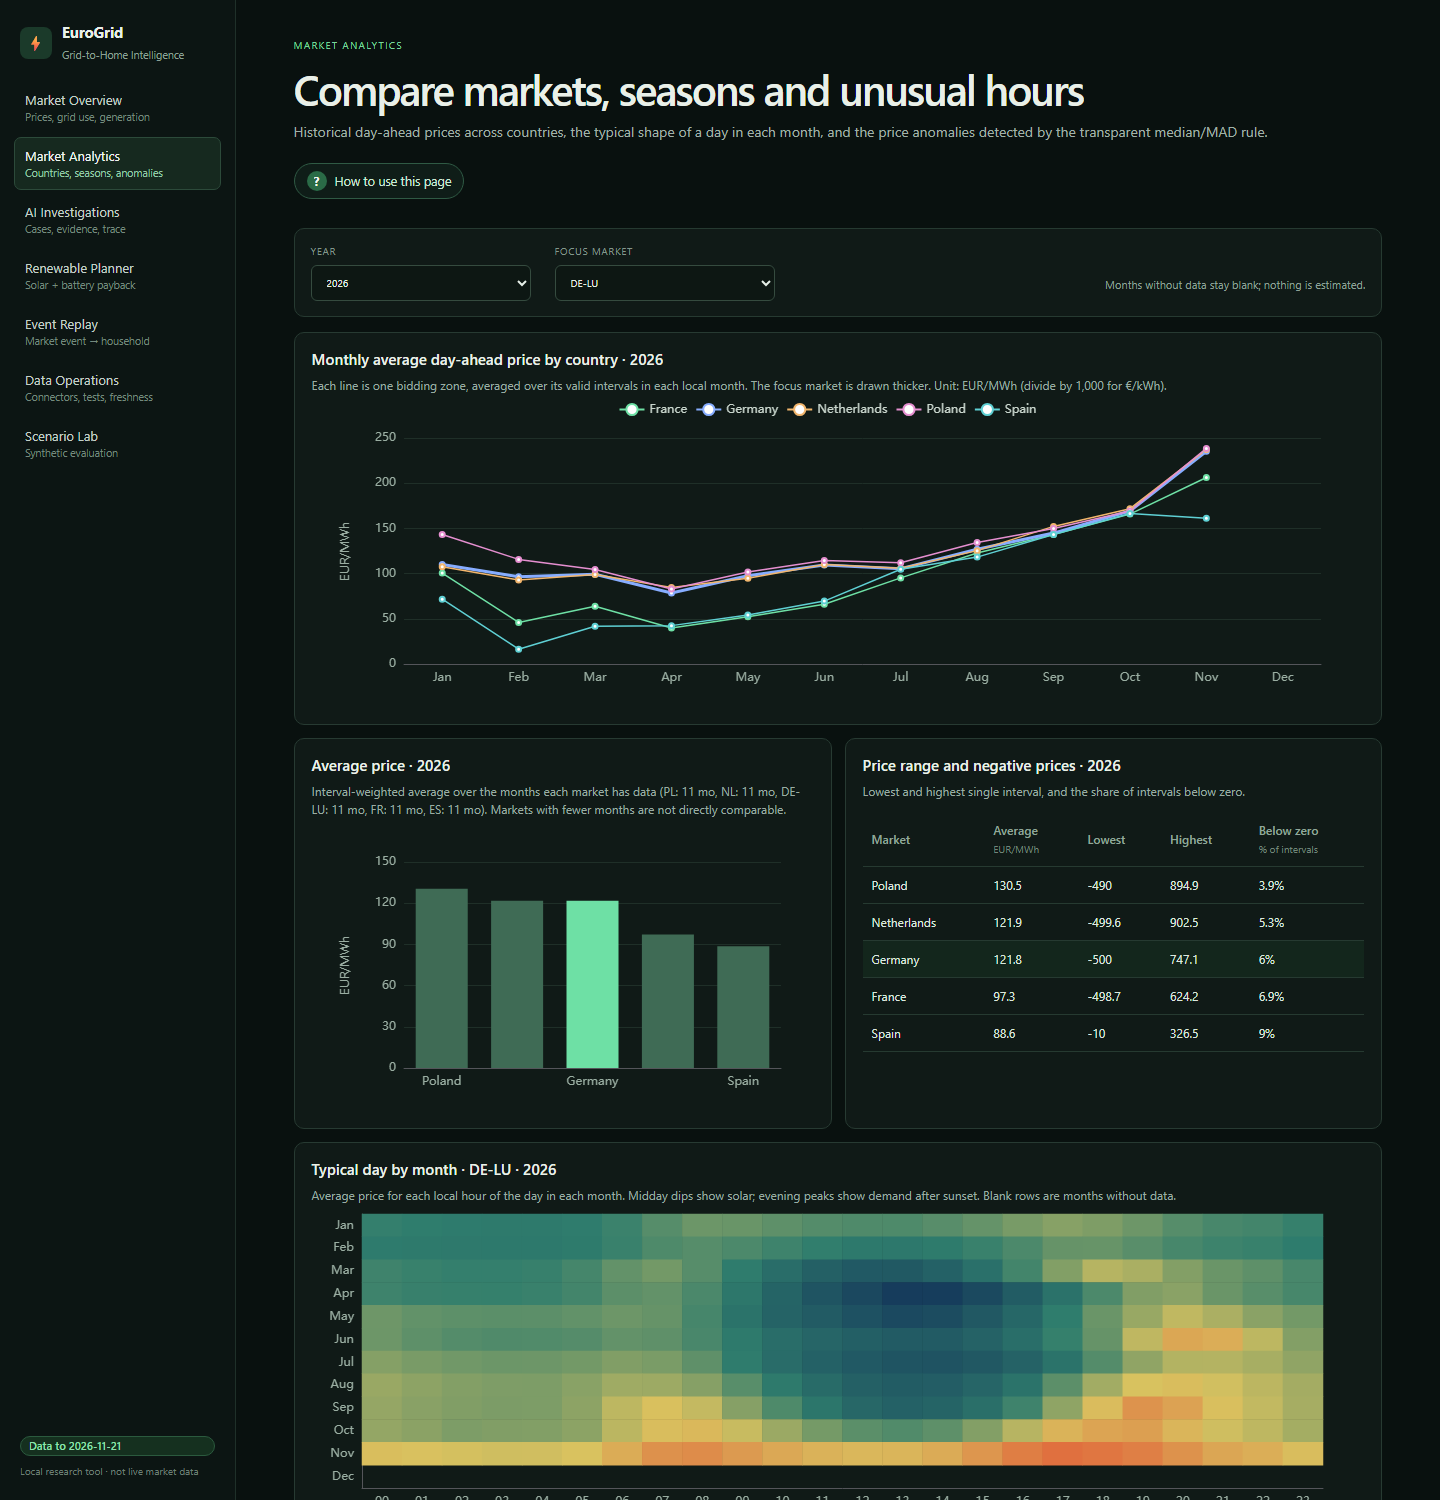 EuroGrid
Grid-to-Home Intelligence
Market Overview
Prices, grid use, generation
Market Analytics
Countries, seasons, anomalies
AI Investigations
Cases, evidence, trace
Renewable Planner
Solar + battery payback
Event Replay
Market event → household
Data Operations
Connectors, tests, freshness
Scenario Lab
Synthetic evaluation
Data to 2026-11-21
Local research tool · not live market data
MARKET ANALYTICS
Compare markets, seasons and unusual hours
Historical day-ahead prices across countries, the typical shape of a day in each month, and the price anomalies detected by the transparent median/MAD rule.
? How to use this page
YEAR FOCUS MARKET
2026 DE-LU
Months without data stay blank; nothing is estimated.
Monthly average day-ahead price by country · 2026
Each line is one bidding zone, averaged over its valid intervals in each local month. The focus market is drawn thicker. Unit: EUR/MWh (divide by 1,000 for €/kWh).
France Germany Netherlands Poland Spain
EUR/MWh
250
200
150
100
50
0
Jan Feb Mar Apr May Jun Jul Aug Sep Oct Nov Dec
Average price · 2026
Interval-weighted average over the months each market has data (PL: 11 mo, NL: 11 mo, DE-
LU: 11 mo, FR: 11 mo, ES: 11 mo). Markets with fewer months are not directly comparable.
EUR/MWh
150
120
90
60
30
0
Poland Germany Spain
Price range and negative prices · 2026
Lowest and highest single interval, and the share of intervals below zero.
Market Average EUR/MWh Lowest Highest Below zero % of intervals
Poland 130.5 -490 894.9 3.9%
Netherlands 121.9 -499.6 902.5 5.3%
Germany 121.8 -500 747.1 6%
France 97.3 -498.7 624.2 6.9%
Spain 88.6 -10 326.5 9%
Typical day by month · DE-LU · 2026
Average price for each local hour of the day in each month. Midday dips show solar; evening peaks show demand after sunset. Blank rows are months without data.
Jan
Feb
Mar
Apr
May
Jun
Jul
Aug
Sep
Oct
Nov
Dec